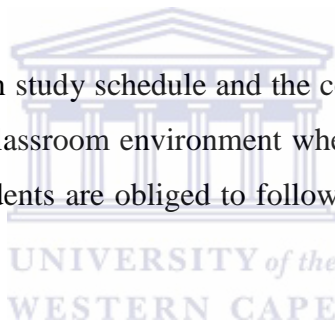 study schedule and the c
lassroom environment whe
dents are obliged to follow
UNIVERSITY of the
WESTERN CAPE